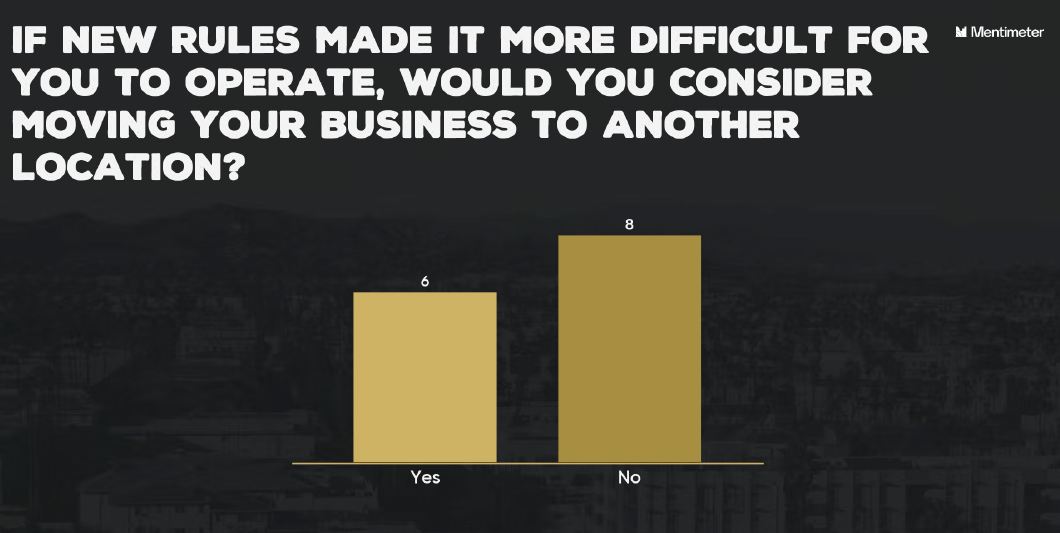 IF NEW RULES MADE IT MORE DIFFICULT FOR
YOU TO OPERATE, WOULD YOU CONSIDER
MOVING YOUR BUSINESS TO ANOTHER
LOCATION?
Mentimeter
8
6
Yes
No